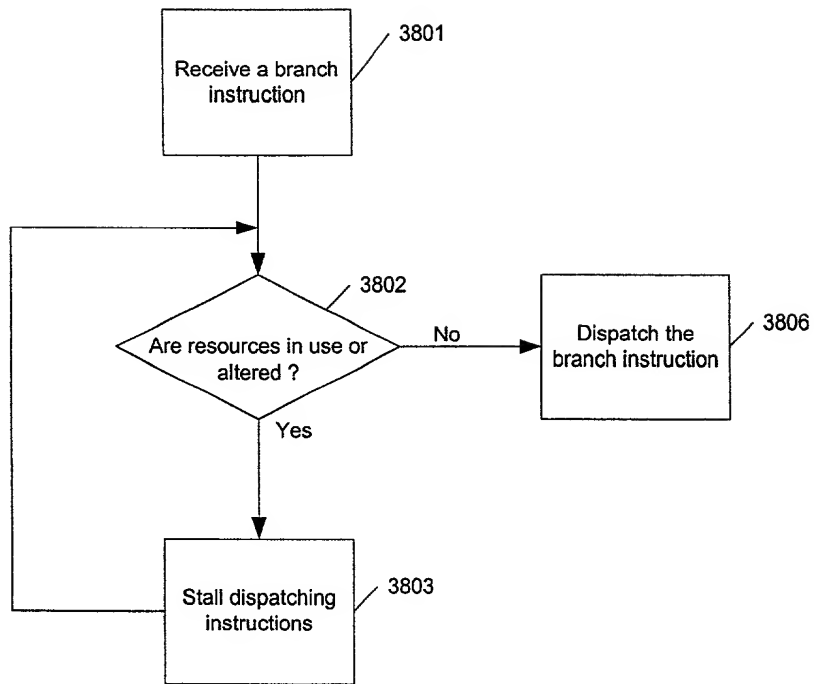 3801
Receive a branch
instruction
3802
Are resources in use or
altered ?
No
Dispatch the
branch instruction
3806
Yes
Stall dispatching
instructions
3803